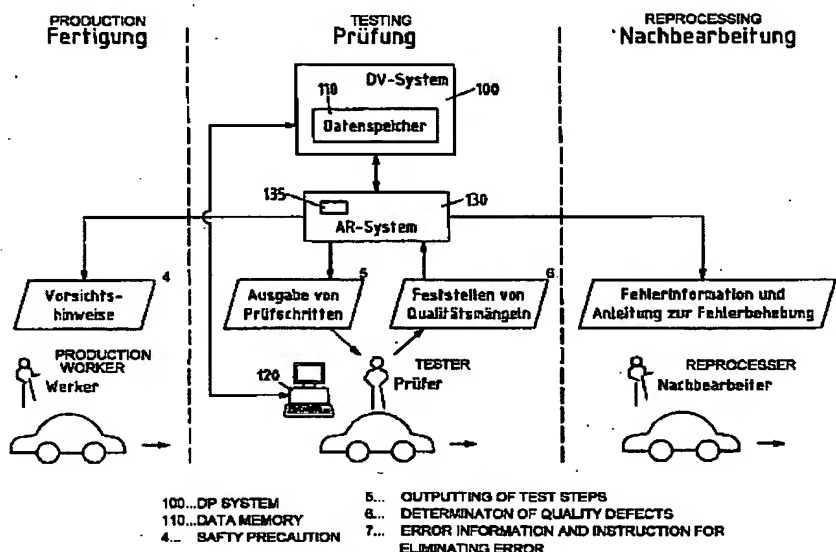 PRODUCTION
Fertigung
TESTING
Prüfung
REPROCESSING
Nachbearbeitung
DV-System
110
100
Datenspeicher
135
130
AR-System
4
Vorsichts-
hinweise
5
Ausgabe von
Prüfschritten
6
Feststellen von
Qualitätsmängeln
Fehlerinformation und
Anleitung zur Fehlerbehebung
PRODUCTION
WORKER
Werker
120
TESTER
Prüfer
REPROCESSER
Nachbearbeiter
100...DP SYSTEM
110...DATA MEMORY
4... SAFTY PRECAUTION
5... OUTPUTTING OF TEST STEPS
6... DETERMINATON OF QUALITY DEFECTS
7... ERROR INFORMATION AND INSTRUCTION FOR
ELIMINATING ERROR